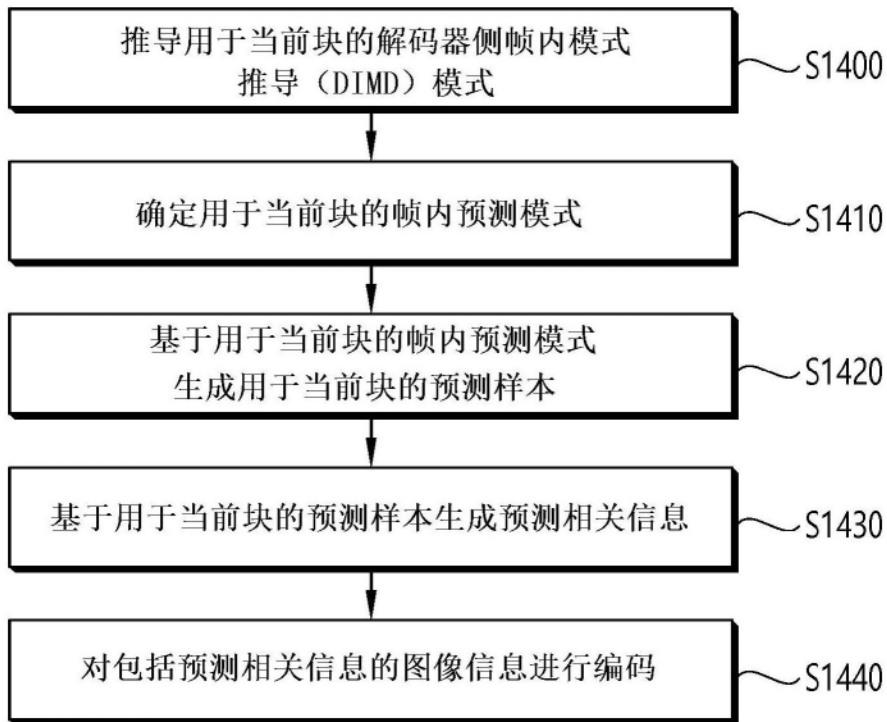 推导用于当前块的解码器侧帧内模式
推导（DIMD）模式
S1400
确定用于当前块的帧内预测模式
S1410
基于用于当前块的帧内预测模式
生成用于当前块的预测样本
S1420
基于用于当前块的预测样本生成预测相关信息
S1430
对包括预测相关信息的图像信息进行编码
S1440